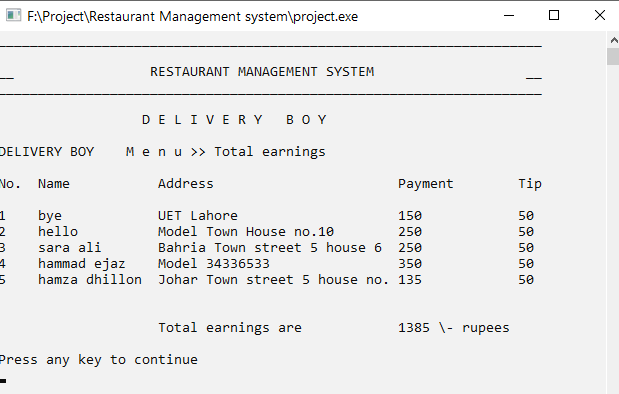 F:\Project\Restaurant Management system\project.exe
__ RESTAURANT MANAGEMENT SYSTEM __
D E L I V E R Y   B O Y
DELIVERY BOY    M e n u >> Total earnings
No.  Name  Address  Payment  Tip
1  bye  UET Lahore  150  50
2  hello  Model Town House no.10  250  50
3  sara ali  Bahria Town street 5 house 6  250  50
4  hammad ejaz  Model 34336533  350  50
5  hamza dhillon  Johar Town street 5 house no.  135  50
Total earnings are  1385 \- rupees
Press any key to continue